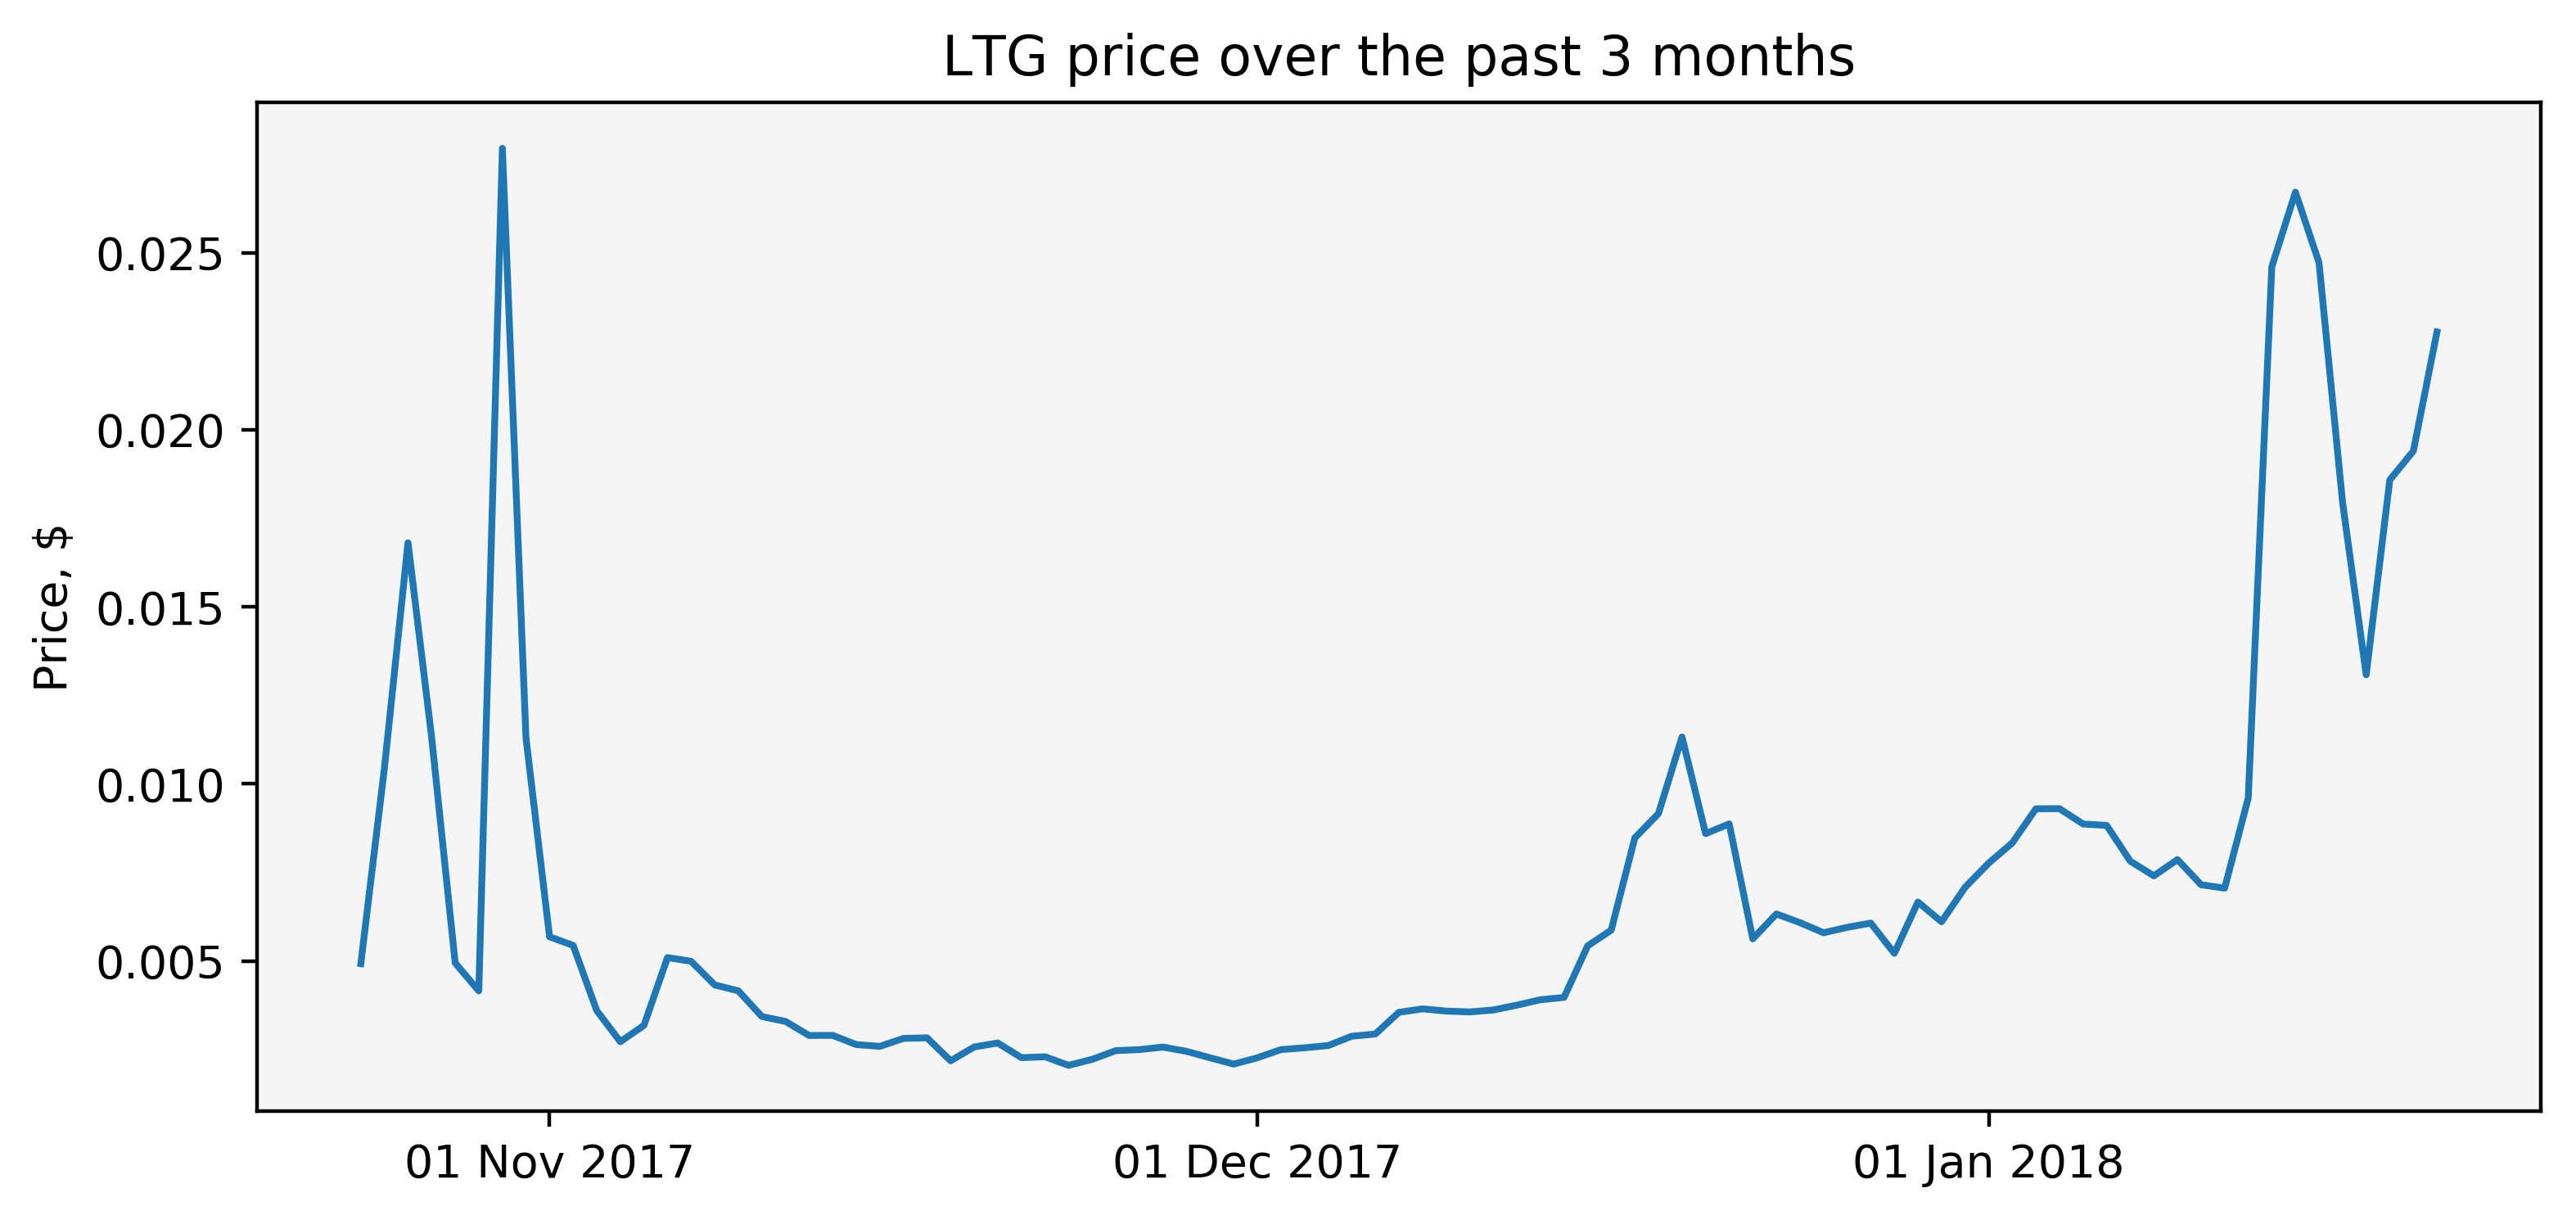 LTG price over the past 3 months
Price, $
0.025
0.020
0.015
0.010
0.005
01 Nov 2017
01 Dec 2017
01 Jan 2018